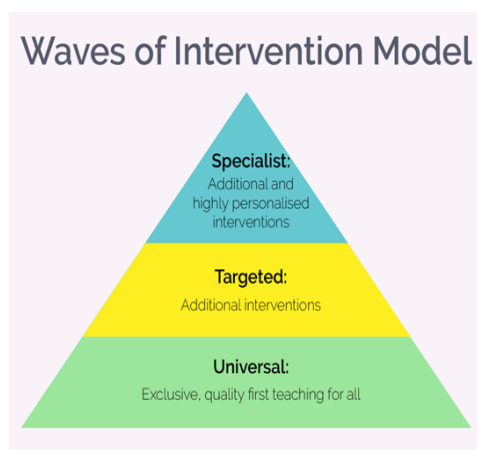 Waves of Intervention Model
Specialist:
Additional and
highly personalised
interventions
Targeted:
Additional interventions
Universal:
Exclusive, quality first teaching for all